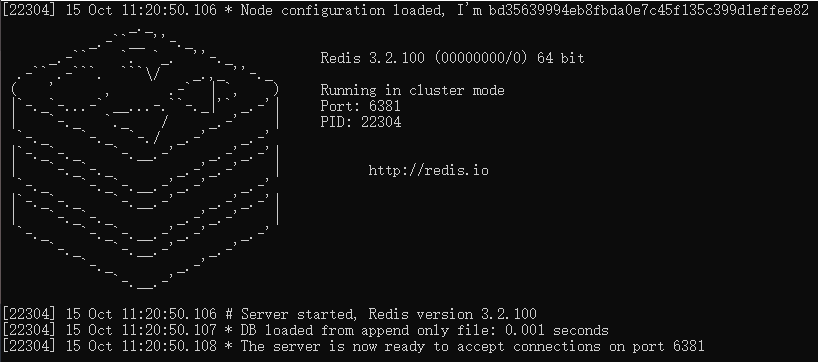 [22304] 15 Oct 11:20:50.106 * Node configuration loaded, I'm bd35639994eb8fbda0e7c45f135c399d1effee82
Redis 3.2.100 (00000000/0) 64 bit
Running in cluster mode
Port: 6381
PID: 22304
http://redis.io
[22304] 15 Oct 11:20:50.106 # Server started, Redis version 3.2.100
[22304] 15 Oct 11:20:50.107 * DB loaded from append only file: 0.001 seconds
[22304] 15 Oct 11:20:50.108 * The server is now ready to accept connections on port 6381